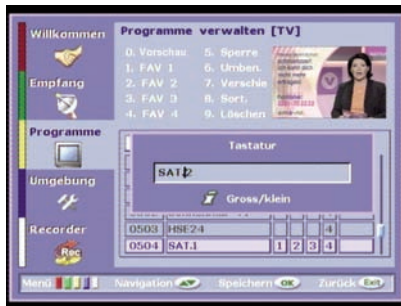 Willkommen
Empfang
Programme
Umgebung
Recorder
Rec
Programme verwalten [TV]
0. Vorschau 5. Sperre
1. FAV 1 6. Umben.
2. FAV 2 7. Verschie
3. FAV 3 8. Sort.
4. FAV 4 9. Löschen
Tastatur
SAT.2
Gross/klein
0503 HSE24 4
0504 SAT.1 1 2 3 4
Menü Navigation Speichern OK Zurück Exit